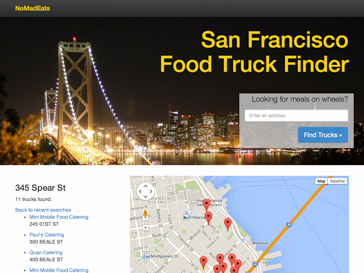 NoMadEats
San Francisco
Food Truck Finder
Looking for meals on wheels?
Enter an address
Find Trucks »
345 Spear St
11 trucks found.
Back to recent searches
Mini Mobile Food Catering
245 01ST ST
Paul's Catering
300 BEALE ST
Quan Catering
400 BEALE ST
Mini Mobile Food Catering
Map
Satellite